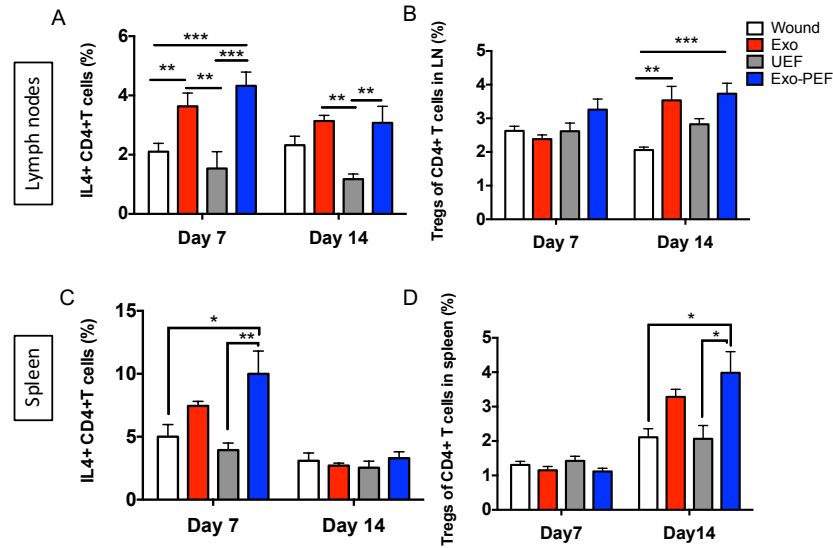 Lymph nodes
A
IL4+ CD4+T cells (%)
6
4
2
0
***
**
**
***
**
**
Day 7
Day 14
B
Tregs of CD4+ T cells in LN (%)
5
4
3
2
1
0
***
**
Day 7
Day 14
Wound
Exo
UEF
Exo-PEF
Spleen
C
IL4+ CD4+T cells (%)
15
10
5
0
*
**
Day 7
Day 14
D
Tregs of CD4+ T cells in spleen (%)
5
4
3
2
1
0
*
*
Day7
Day14